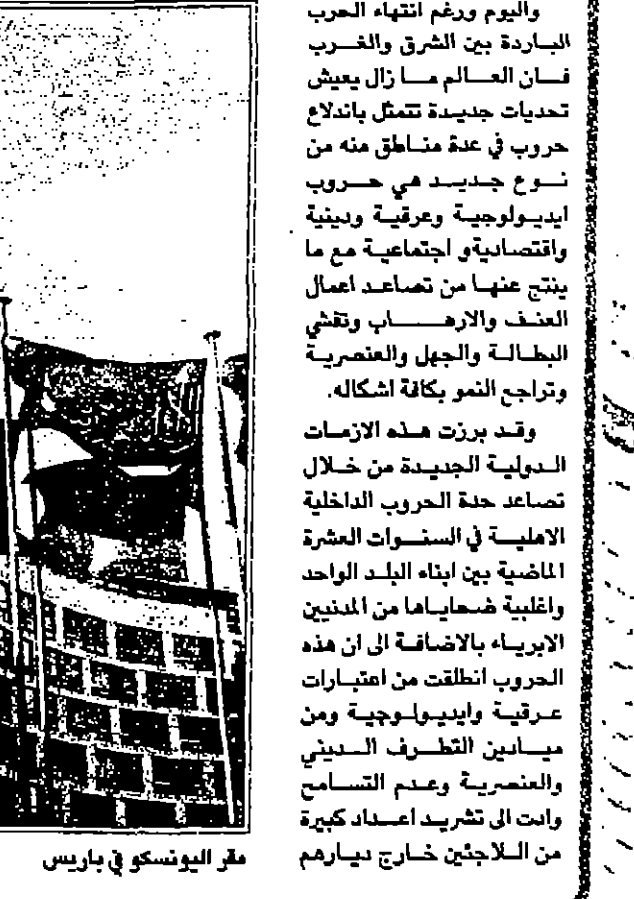 واليوم ورغم انتهاء الحرب
الباردة بين الشرق والغرب
فان العالم ما زال يعيش
تحديات جديدة تتمثل باندلاع
حروب في عدة مناطق منه من
نوع جديد هي حروب
ايديولوجية وعرقية ودينية
واقتصادية و اجتماعية مع ما
ينتج عنها من تصاعد اعمال
العنف والارهاب وتفشي
البطالة والجهل والعنصرية
وتراجع النمو بكافة اشكاله.
وقد برزت هذه الازمات
الدولية الجديدة من خلال
تصاعد حدة الحروب الداخلية
الاهلية في السنوات العشرة
الماضية بين ابناء البلد الواحد
واغلبية ضحاياها من المدنيين
الابرياء بالاضافة الى ان هذه
الحروب انطلقت من اعتبارات
عرقية وايديولوجية ومن
ميادين التطرف الديني
والعنصرية وعدم التسامح
وادت الى تشريد اعداد كبيرة
من اللاجئين خارج ديارهم
مقر اليونسكو في باريس